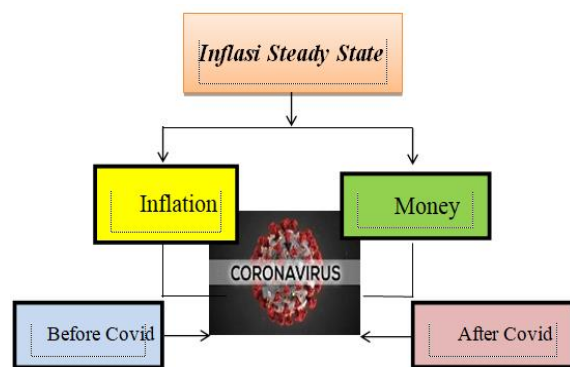 Inflasi Steady State
Inflation
Money
CORONAVIRUS
Before Covid
After Covid